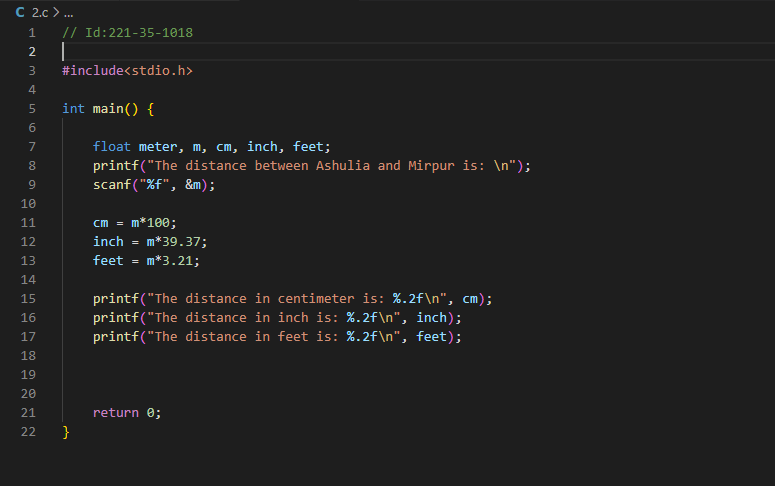 C 2.c > ...
1 // Id:221-35-1018
2
3 #include<stdio.h>
4
5 int main() {
6
7 float meter, m, cm, inch, feet;
8 printf("The distance between Ashulia and Mirpur is: \n");
9 scanf("%f", &m);
10
11 cm = m*100;
12 inch = m*39.37;
13 feet = m*3.21;
14
15 printf("The distance in centimeter is: %.2f\n", cm);
16 printf("The distance in inch is: %.2f\n", inch);
17 printf("The distance in feet is: %.2f\n", feet);
18
19
20
21 return 0;
22 }